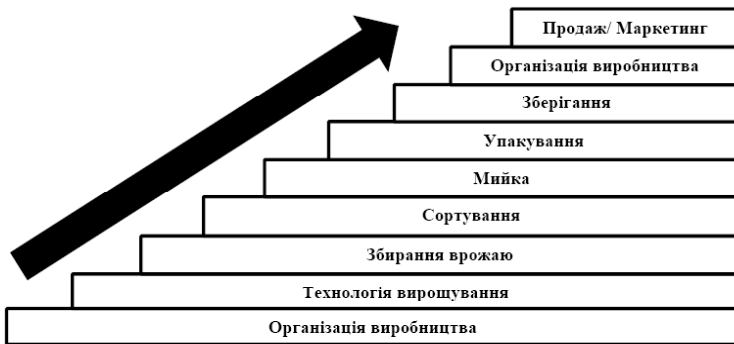 Продаж/ Маркетинг
Організація виробництва
Зберігання
Упакування
Мийка
Сортування
Збирання врожаю
Технологія вирощування
Організація виробництва